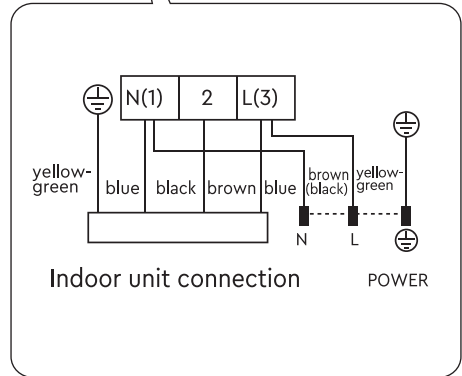 N(1) 2 L(3)
yellow-
green
blue
black
brown
blue
brown
(black)
yellow-
green
N L
Indoor unit connection
POWER